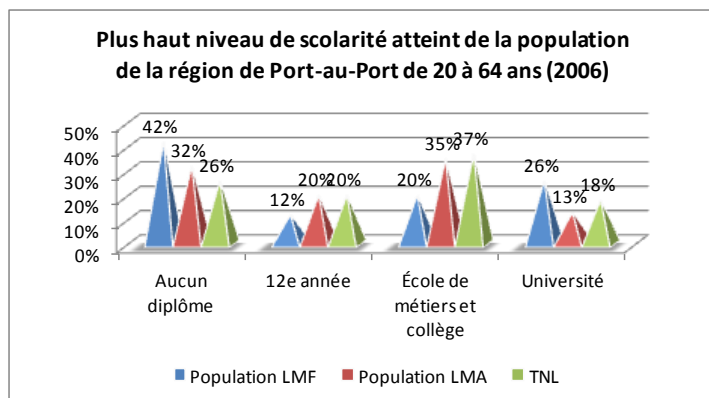 Plus haut niveau de scolarité atteint de la population
de la région de Port-au-Port de 20 à 64 ans (2006)
50%
40%
30%
20%
10%
0%
42%
32%
26%
12%
20%
20%
20%
35%
37%
26%
13%
18%
Aucun
diplôme
12e année
École de
métiers et
collège
Université
Population LMF
Population LMA
TNL